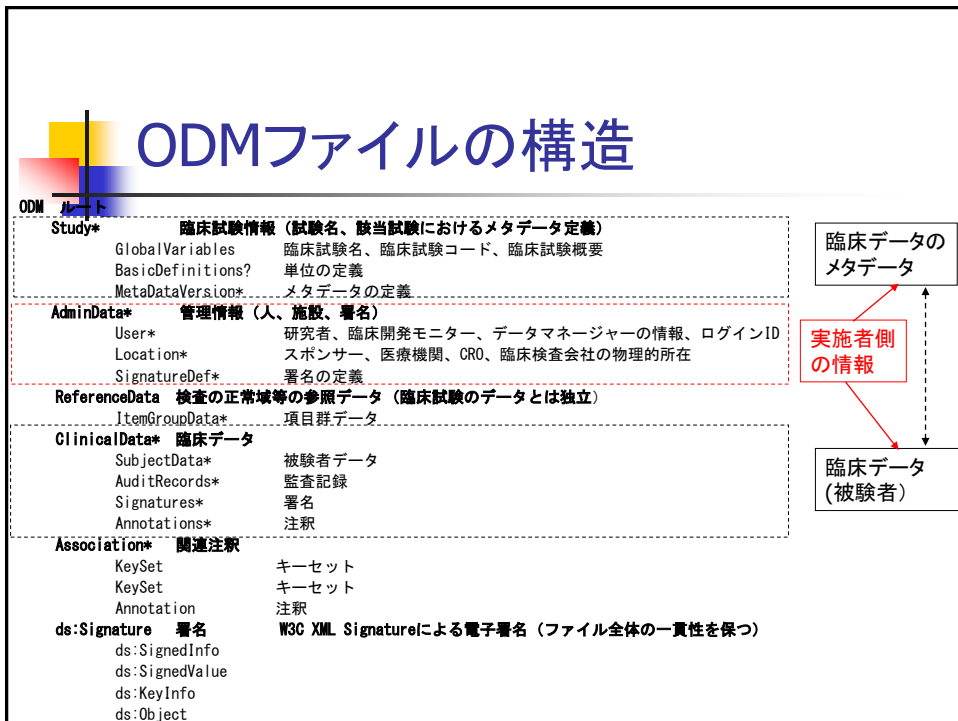 ODMファイルの構造
ODM ルート
Study* 臨床試験情報（試験名、該当試験におけるメタデータ定義）
GlobalVariables 臨床試験名、臨床試験コード、臨床試験概要
BasicDefinitions? 単位の定義
MetaDataVersion* メタデータの定義
AdminData* 管理情報（人、施設、署名）
User* 研究者、臨床開発モニター、データマネージャーの情報、ログインID
Location* スポンサー、医療機関、CRO、臨床検査会社の物理的所在
SignatureDef* 署名の定義
ReferenceData 検査の正常域等の参照データ（臨床試験のデータとは独立）
ItemGroupData* 項目群データ
ClinicalData* 臨床データ
SubjectData* 被験者データ
AuditRecords* 監査記録
Signatures* 署名
Annotations* 注釈
Association* 関連注釈
KeySet キーセット
KeySet キーセット
Annotation 注釈
ds:Signature 署名 W3C XML Signatureによる電子署名（ファイル全体の一貫性を保つ）
ds:SignedInfo
ds:SignedValue
ds:KeyInfo
ds:Object
臨床データの
メタデータ
実施者側
の情報
臨床データ
(被験者）